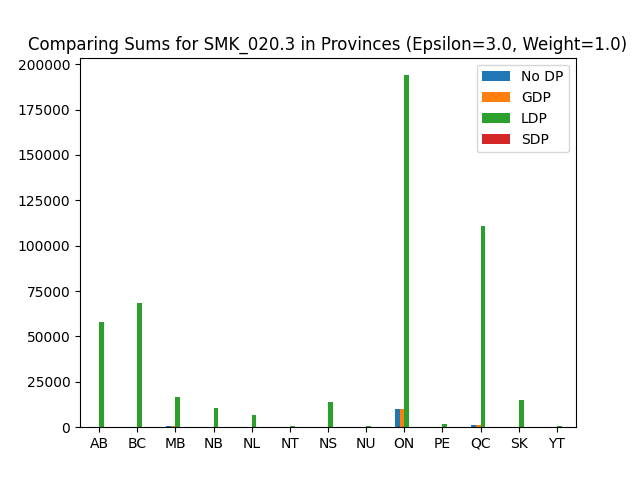 Comparing Sums for SMK_020.3 in Provinces (Epsilon=3.0, Weight=1.0)
200000
175000
150000
125000
100000
75000
50000
25000
0
No DP
GDP
LDP
SDP
AB BC MB NB NL NT NS NU ON PE QC SK YT